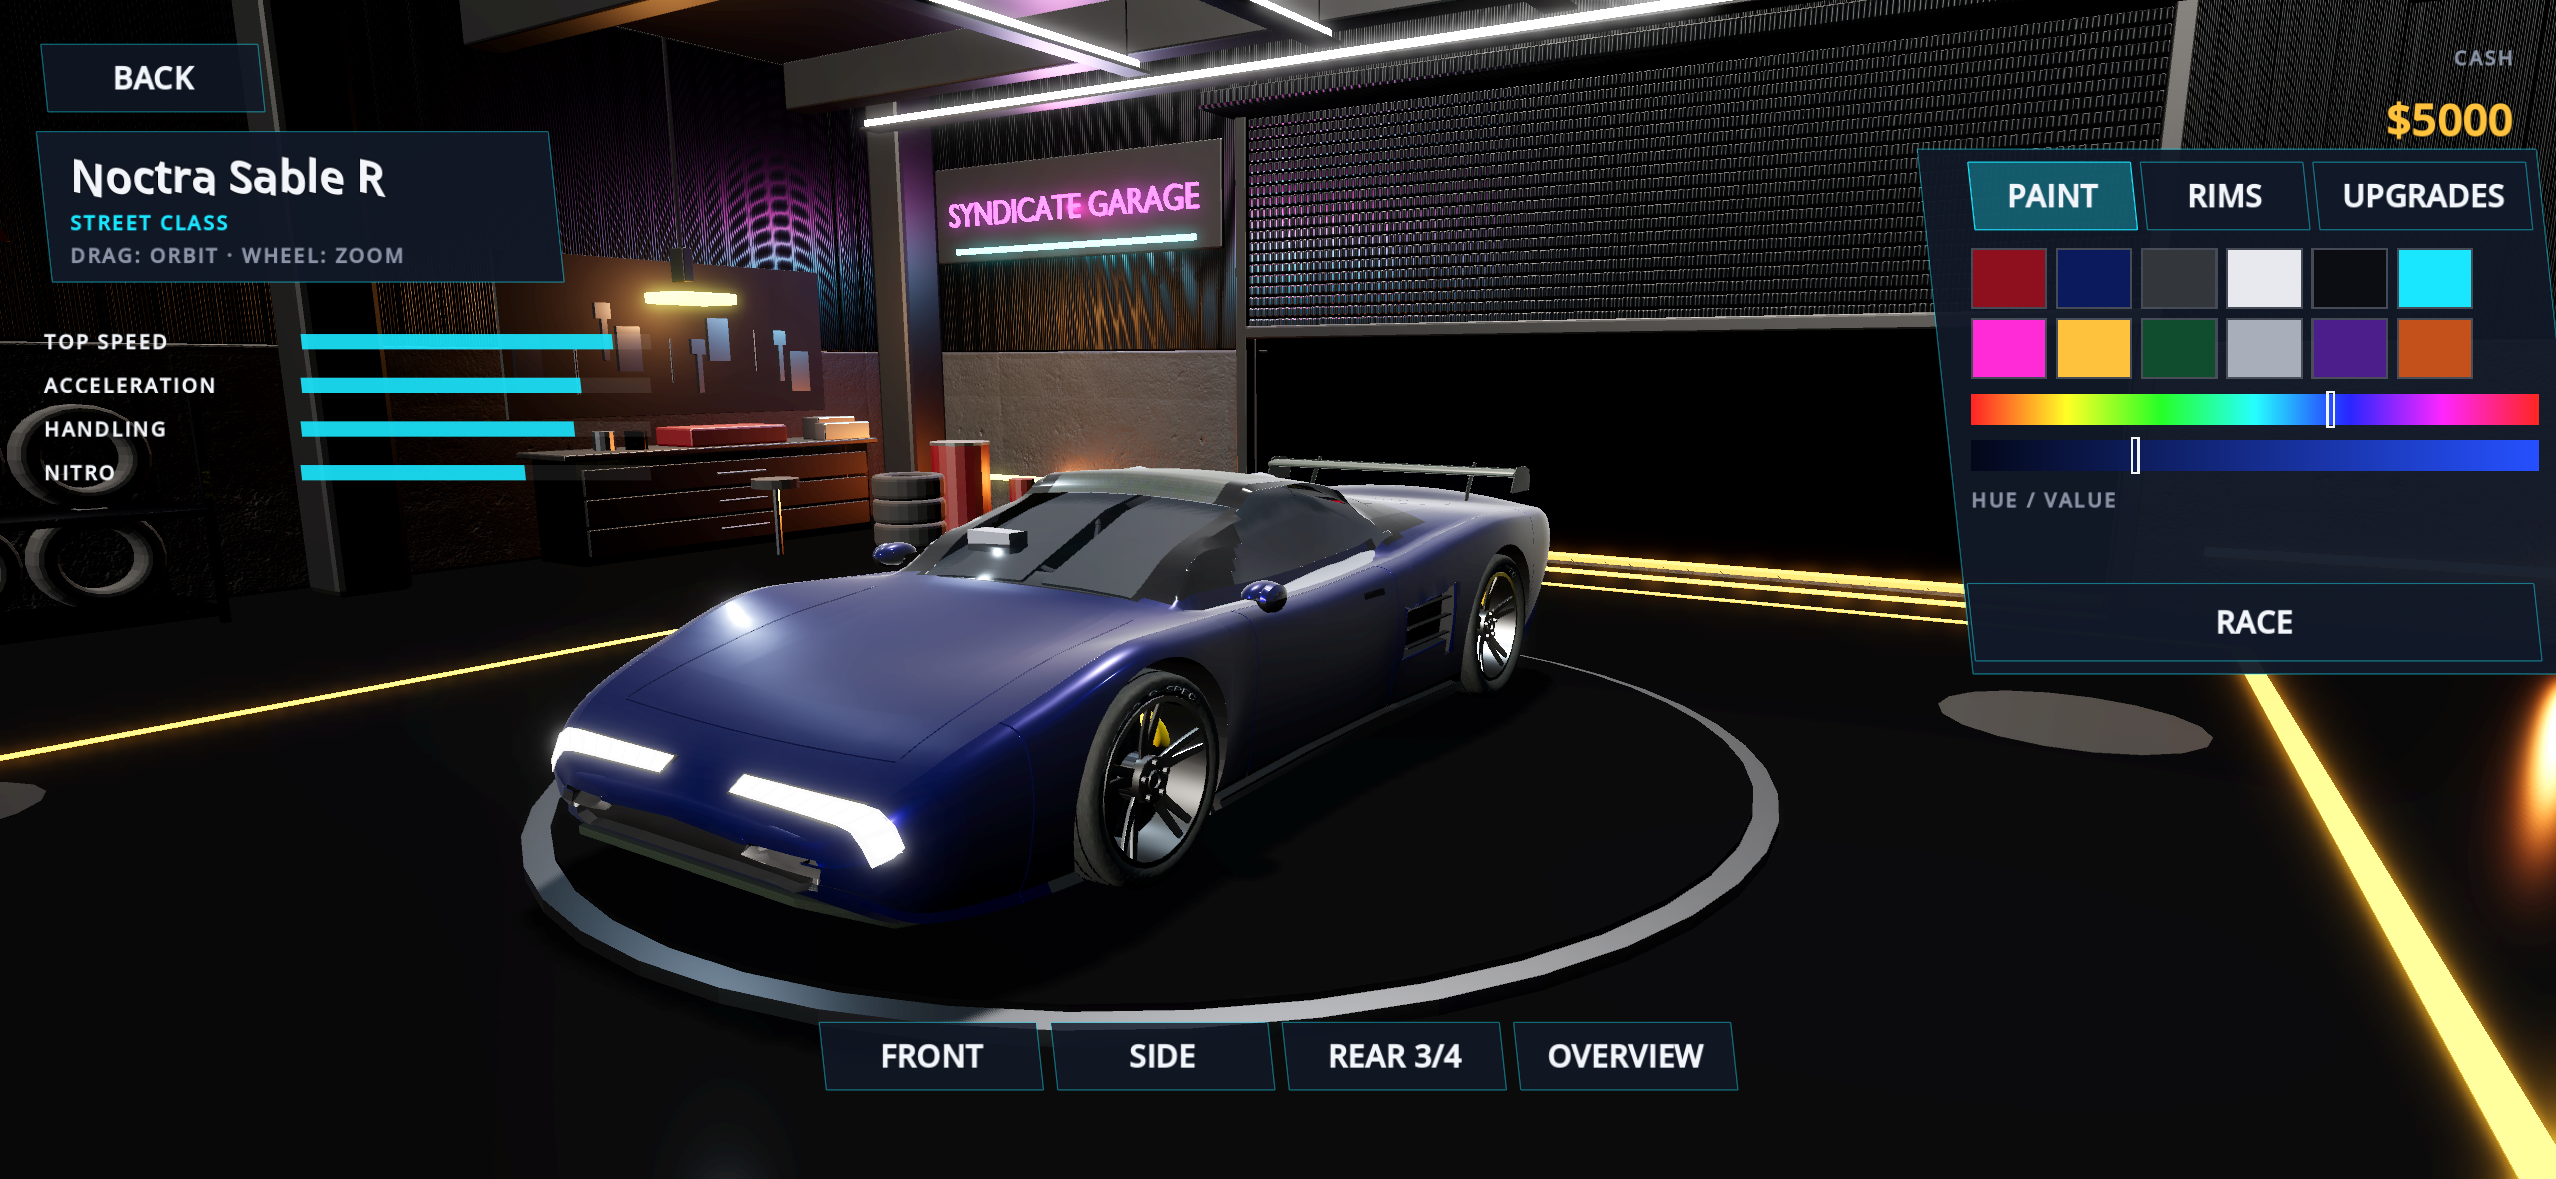 BACK
CASH
$5000
Noctra Sable R
STREET CLASS
DRAG: ORBIT · WHEEL: ZOOM
SYNDICATE GARAGE
PAINT
RIMS
UPGRADES
TOP SPEED
ACCELERATION
HANDLING
NITRO
HUE / VALUE
RACE
FRONT
SIDE
REAR 3/4
OVERVIEW